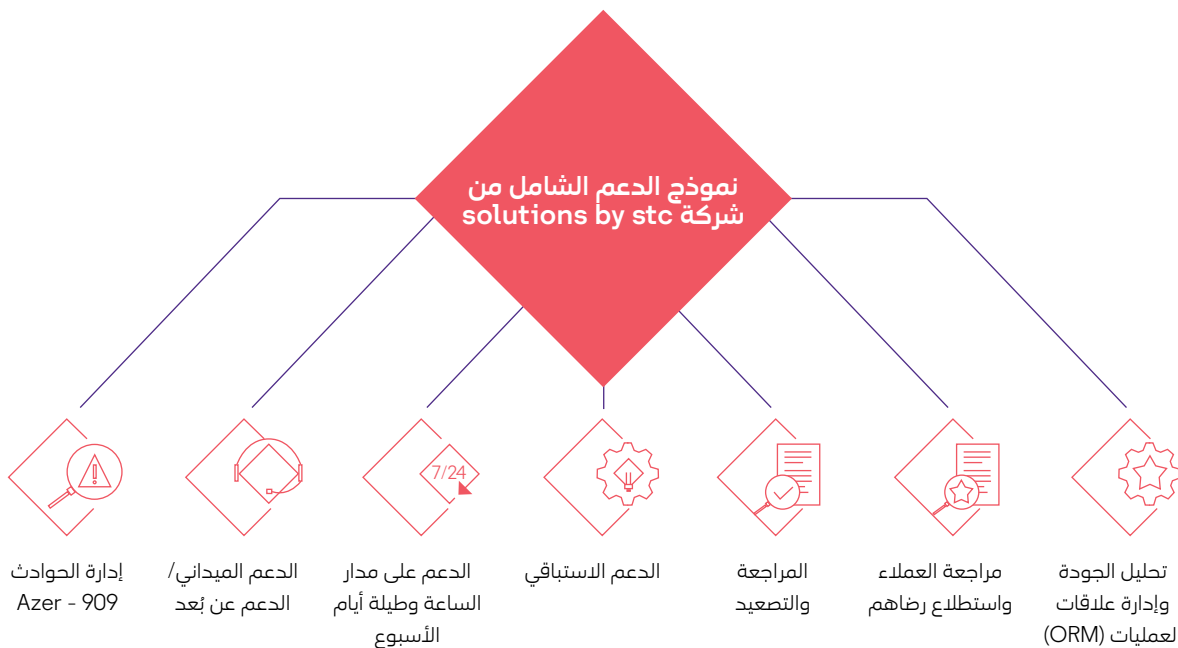 نموذج الدعم الشامل من
شركة solutions by stc
7/24
تحليل الجودة
وإدارة علاقات
لعمليات (ORM)
مراجعة العملاء
واستطلاع رضاهم
المراجعة
والتصعيد
الدعم الاستباقي
الدعم على مدار
الساعة وطيلة أيام
الأسبوع
الدعم الميداني/
الدعم عن بُعد
إدارة الحوادث
Azer - 909